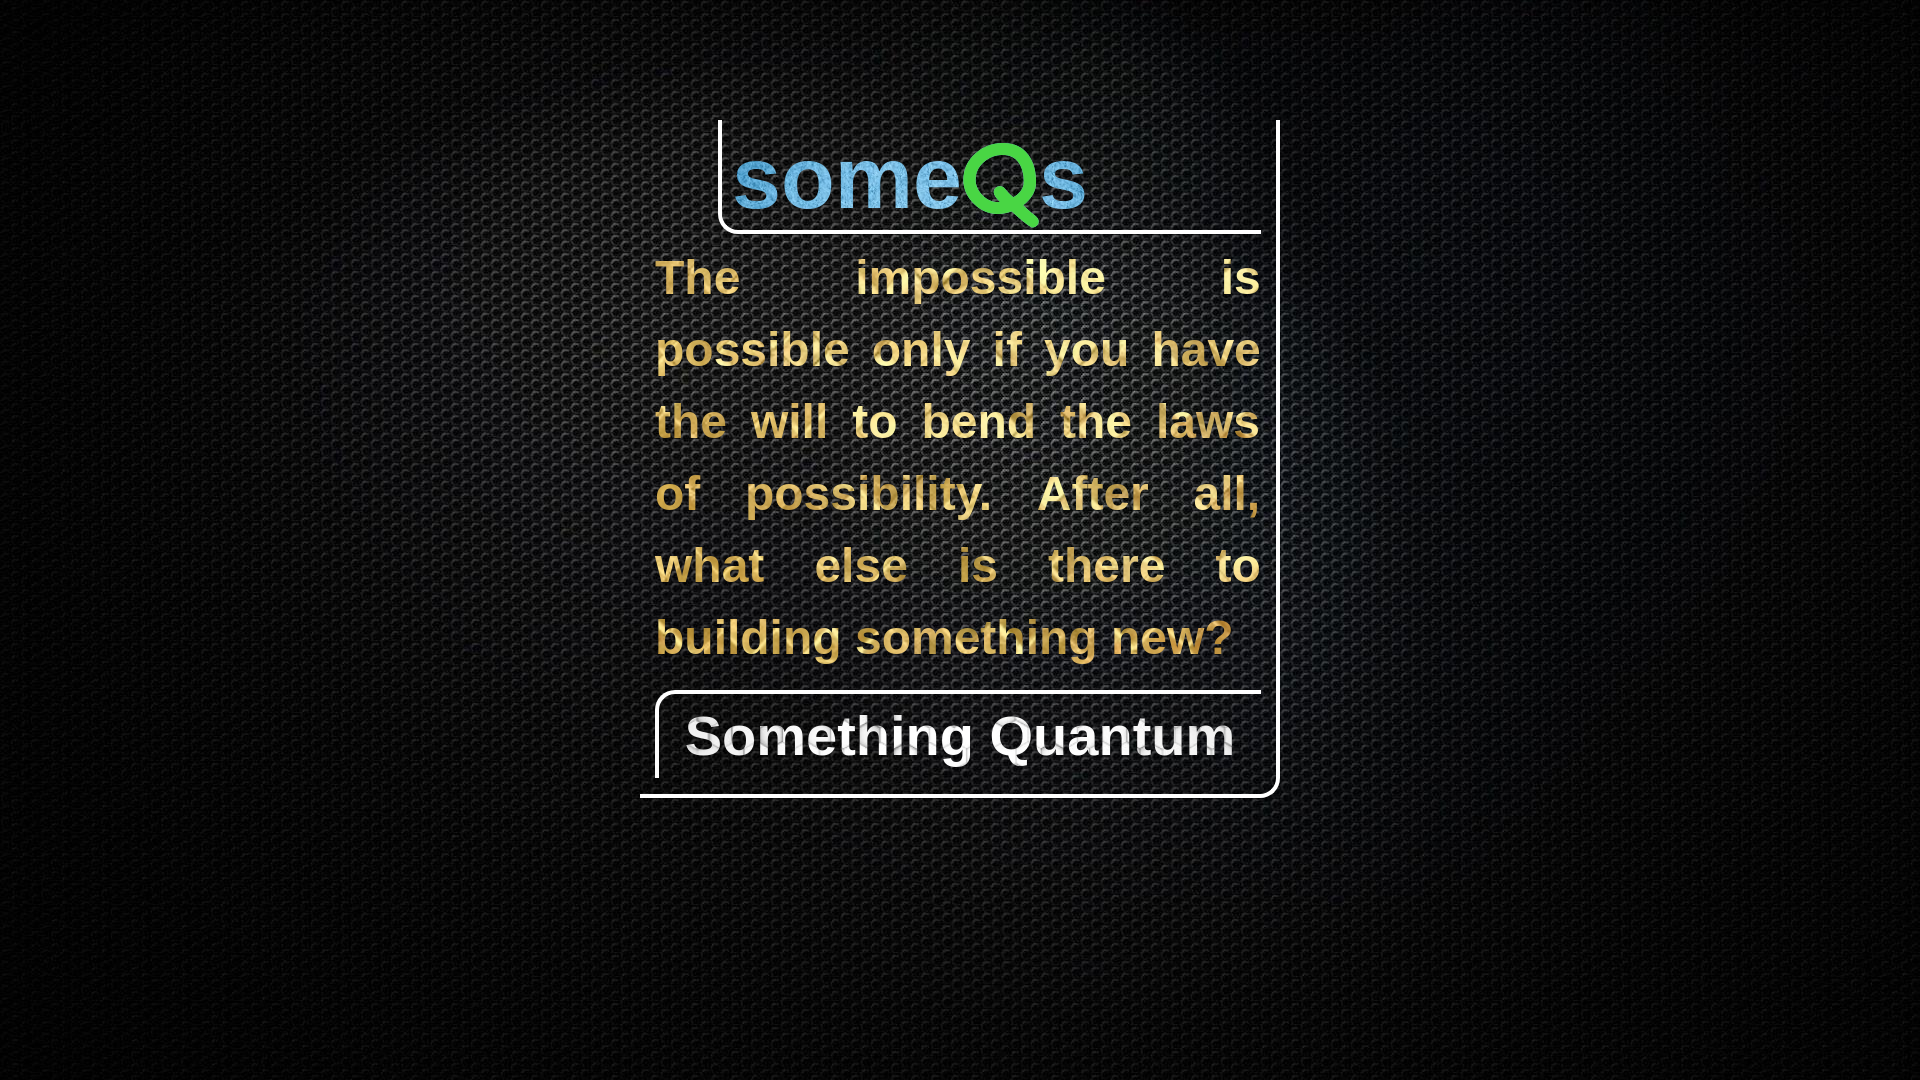 someQs
The impossible is
possible only if you have
the will to bend the laws
of possibility. After all,
what else is there to
building something new?
Something Quantum